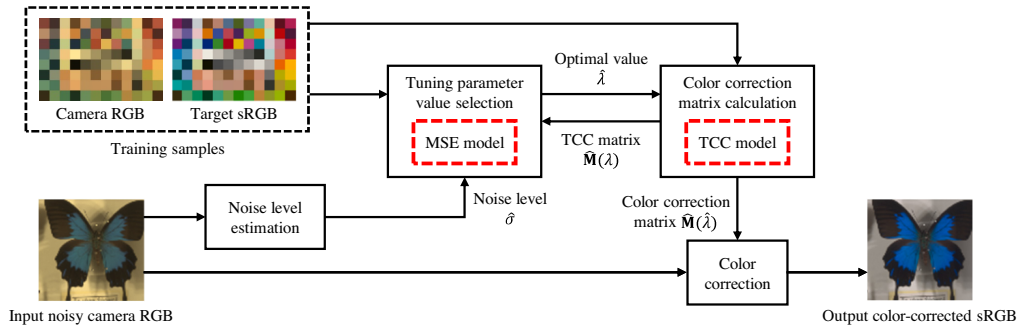 Camera RGB
Target sRGB
Training samples
Tuning parameter
value selection
MSE model
Optimal value
λ̂
TCC matrix
M̂(λ)
Color correction
matrix calculation
TCC model
Noise level
estimation
Noise level
σ̂
Color correction
matrix M̂(λ̂)
Color
correction
Input noisy camera RGB
Output color-corrected sRGB